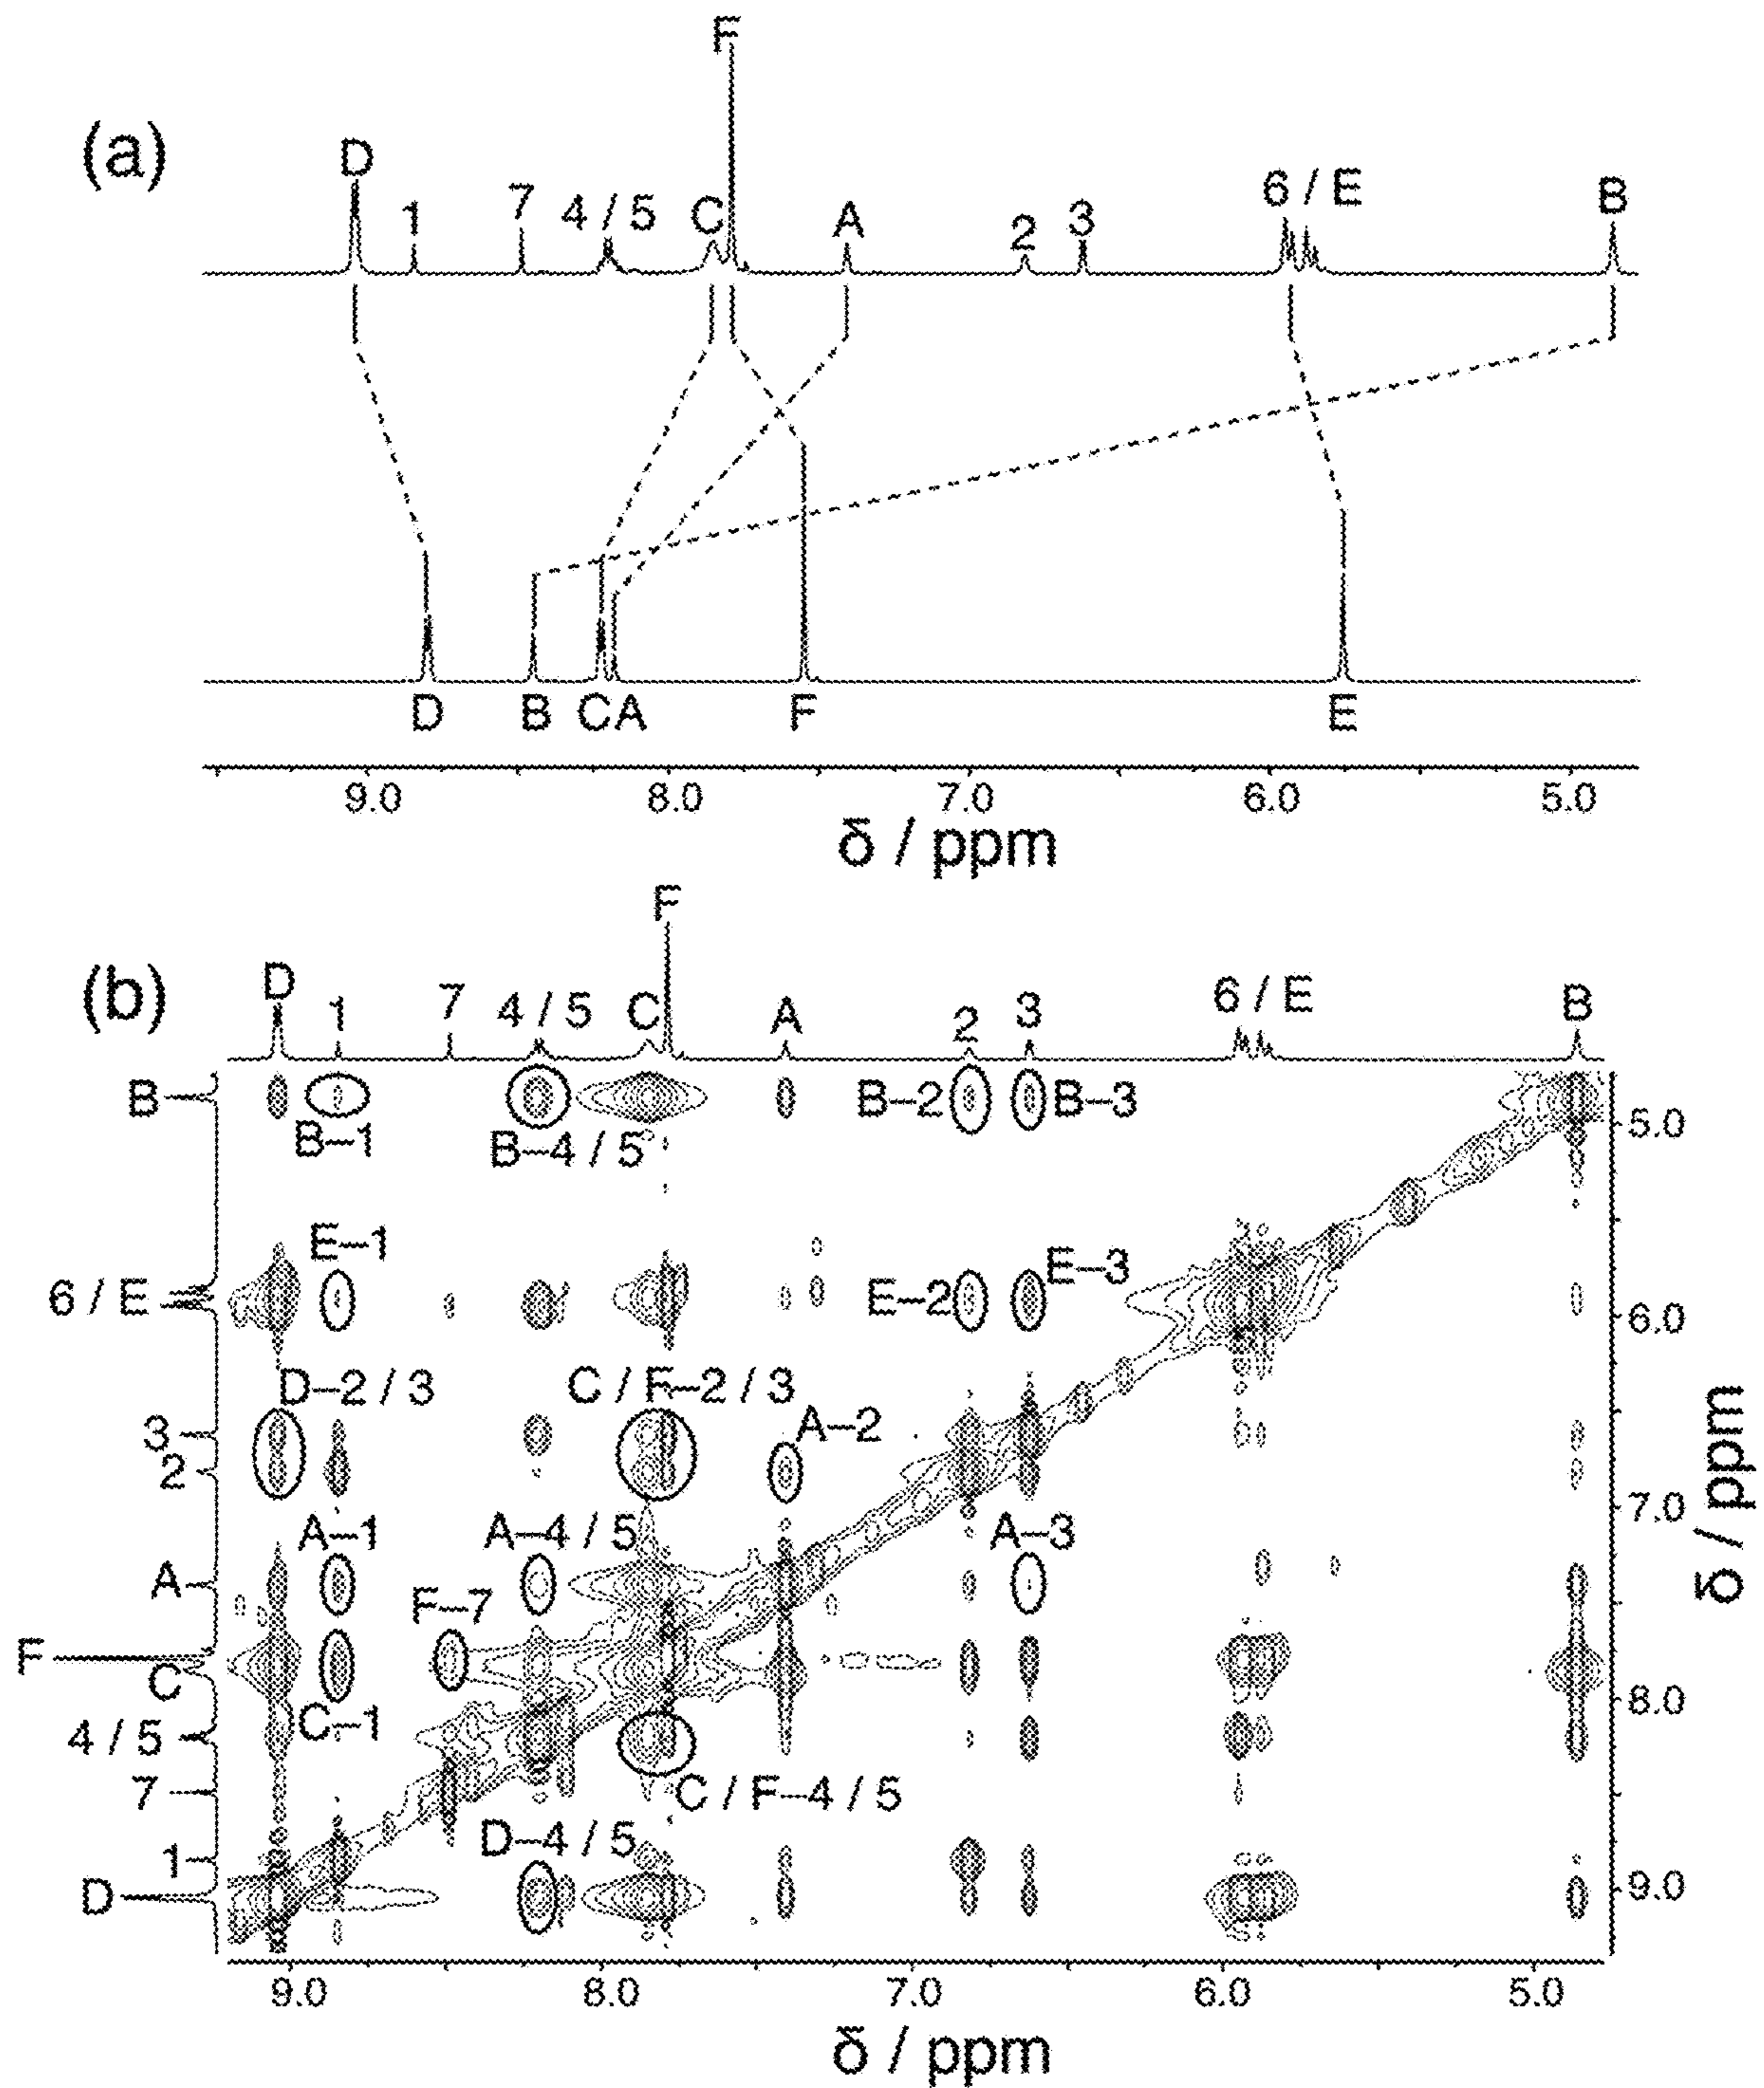 F
(a)
D 1 7 4 / 5 C A 2 3 6 / E B
D B C A F E
9.0 8.0 7.0 6.0 5.0
δ / ppm
F
(b)
D 1 7 4 / 5 C A 2 3 6 / E B
B B–2 B–3 5.0
B–1 B–4 / 5
E–1 E–3
6 / E E–2 6.0
D–2 / 3 C / F–2 / 3
3 A–2
2
A–1 A–4 / 5 A–3 7.0
A F–7
F
C 8.0
C–1
4 / 5
7 C / F–4 / 5
D–4 / 5
1
D 9.0
δ / ppm
9.0 8.0 7.0 6.0 5.0
δ / ppm